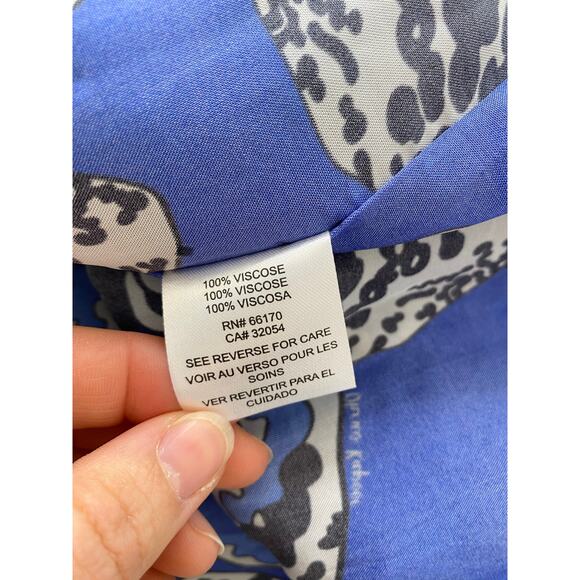 100% VISCOSE
100% VISCOSE
100% VISCOSA
RN# 66170
CA# 32054
SEE REVERSE FOR CARE
VOIR AU VERSO POUR LES
SOINS
VER REVERTIR PARA EL
CUIDADO